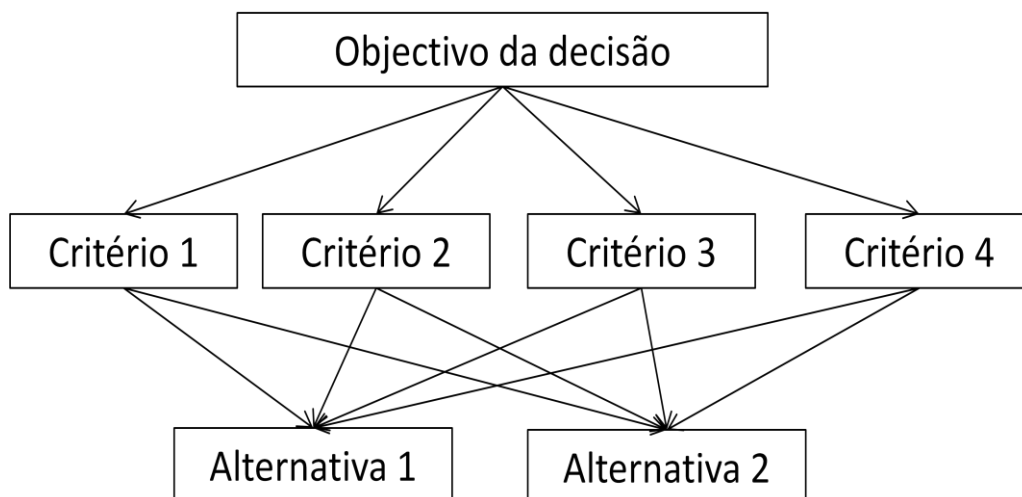 Objectivo da decisão
Critério 1
Critério 2
Critério 3
Critério 4
Alternativa 1
Alternativa 2